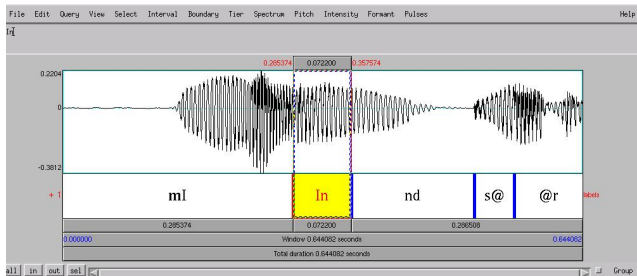 File Edit Query View Select Interval Boundary Tier Spectrum Pitch Intensity Formant Pulses Help
In
0.285374 0.072200 0.357574
0.2204
0
-0.3812
+ 1 mI In nd s@ @r labels
0.285374 0.072200 0.286508
0.000000 Window 0.644082 seconds 0.644082
Total duration 0.644082 seconds
all in out sel Group